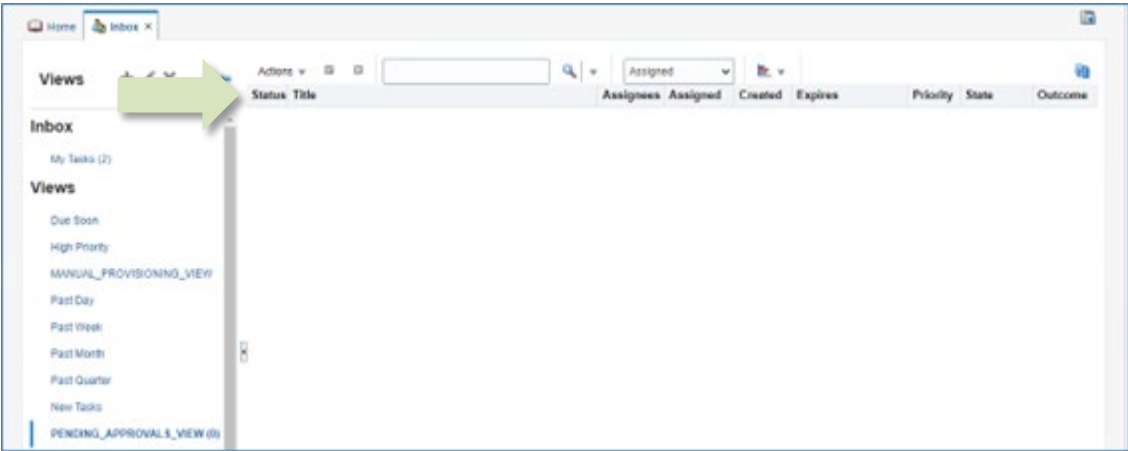 Home Inbox ×
Views
Actions Assigned
Status Title Assignees Assigned Created Expires Priority State Outcome
Inbox
My Tasks (2)
Views
Due Soon
High Priority
MANUAL_PROVISIONING_VIEW
Past Day
Past Week
Past Month
Past Quarter
New Tasks
PENDING_APPROVALS_VIEW (0)